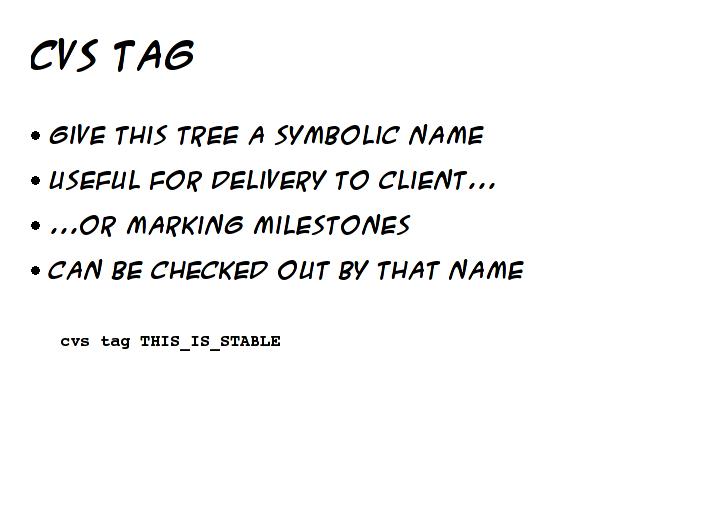 CVS TAG
• GIVE THIS TREE A SYMBOLIC NAME
• USEFUL FOR DELIVERY TO CLIENT...
• ...OR MARKING MILESTONES
• CAN BE CHECKED OUT BY THAT NAME
cvs tag THIS_IS_STABLE